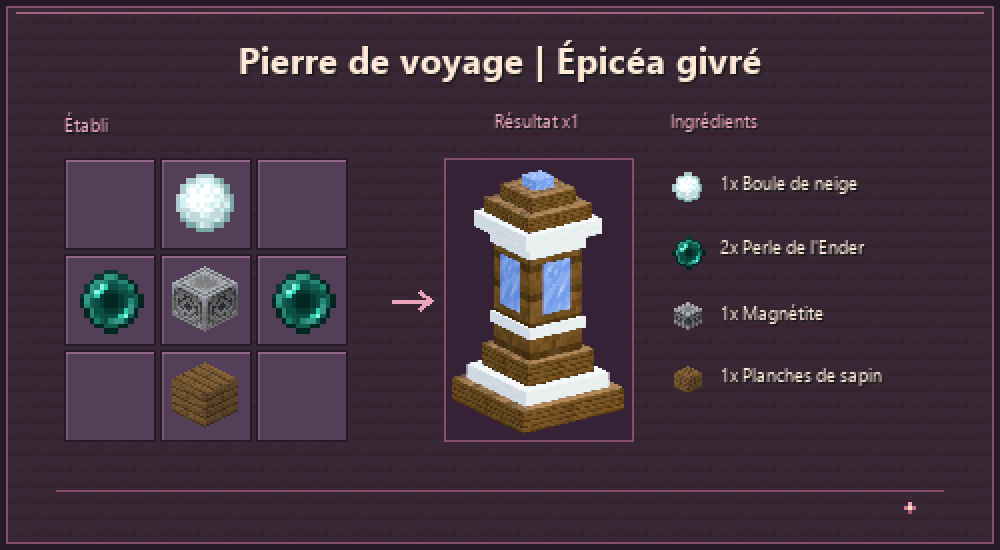 Pierre de voyage | Épicéa givré
Établi
Résultat x1
Ingrédients
1x Boule de neige
2x Perle de l'Ender
1x Magnétite
1x Planches de sapin